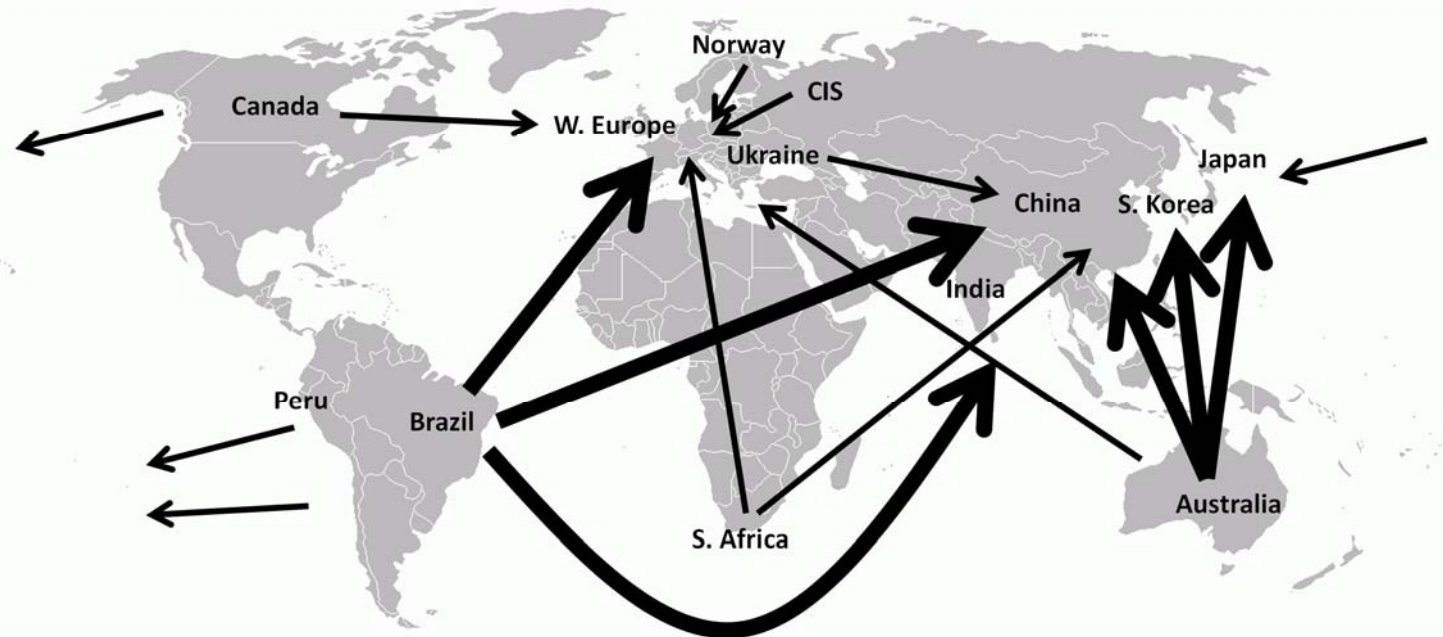 Norway
CIS
Canada
W. Europe
Ukraine
Japan
China
S. Korea
India
Peru
Brazil
Australia
S. Africa